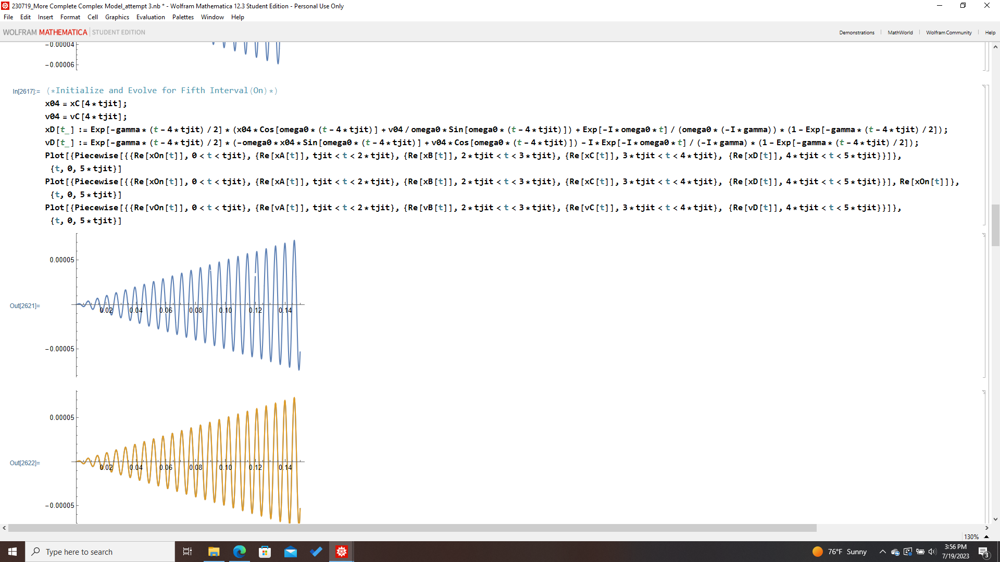 230719_More Complete Complex Model_attempt 3.nb * - Wolfram Mathematica 12.3 Student Edition - Personal Use Only
File Edit Insert Format Cell Graphics Evaluation Palettes Window Help
WOLFRAM MATHEMATICA STUDENT EDITION
Demonstrations MathWorld Wolfram Community Help
-0.00004
-0.00006
In[2617]:= (*Initialize and Evolve for Fifth Interval(On)*)
x04 = xC[4*tjit];
v04 = vC[4*tjit];
xD[t_] := Exp[-gamma*(t-4*tjit)/2]*(x04*Cos[omega0*(t-4*tjit)]+v04/omega0*Sin[omega0*(t-4*tjit)])+Exp[-I*omega0*t]/(omega0*(-I*gamma))*(1-Exp[-gamma*(t-4*tjit)/2]);
vD[t_] := Exp[-gamma*(t-4*tjit)/2]*(-omega0*x04*Sin[omega0*(t-4*tjit)]+v04*Cos[omega0*(t-4*tjit)])-I*Exp[-I*omega0*t]/(-I*gamma)*(1-Exp[-gamma*(t-4*tjit)/2]);
Plot[{Piecewise[{{Re[xOn[t]], 0<t<tjit}, {Re[xA[t]], tjit<t<2*tjit}, {Re[xB[t]], 2*tjit<t<3*tjit}, {Re[xC[t]], 3*tjit<t<4*tjit}, {Re[xD[t]], 4*tjit<t<5*tjit}}]},
{t, 0, 5*tjit}]
Plot[{Piecewise[{{Re[xOn[t]], 0<t<tjit}, {Re[xA[t]], tjit<t<2*tjit}, {Re[xB[t]], 2*tjit<t<3*tjit}, {Re[xC[t]], 3*tjit<t<4*tjit}, {Re[xD[t]], 4*tjit<t<5*tjit}}], Re[xOn[t]]},
{t, 0, 5*tjit}]
Plot[{Piecewise[{{Re[vOn[t]], 0<t<tjit}, {Re[vA[t]], tjit<t<2*tjit}, {Re[vB[t]], 2*tjit<t<3*tjit}, {Re[vC[t]], 3*tjit<t<4*tjit}, {Re[vD[t]], 4*tjit<t<5*tjit}}]},
{t, 0, 5*tjit}]
0.00005
Out[2621]=
0.02 0.04 0.06 0.08 0.10 0.12 0.14
-0.00005
0.00005
Out[2622]=
0.02 0.04 0.06 0.08 0.10 0.12 0.14
-0.00005
130%
Type here to search
76°F Sunny
3:56 PM
7/19/2023
3